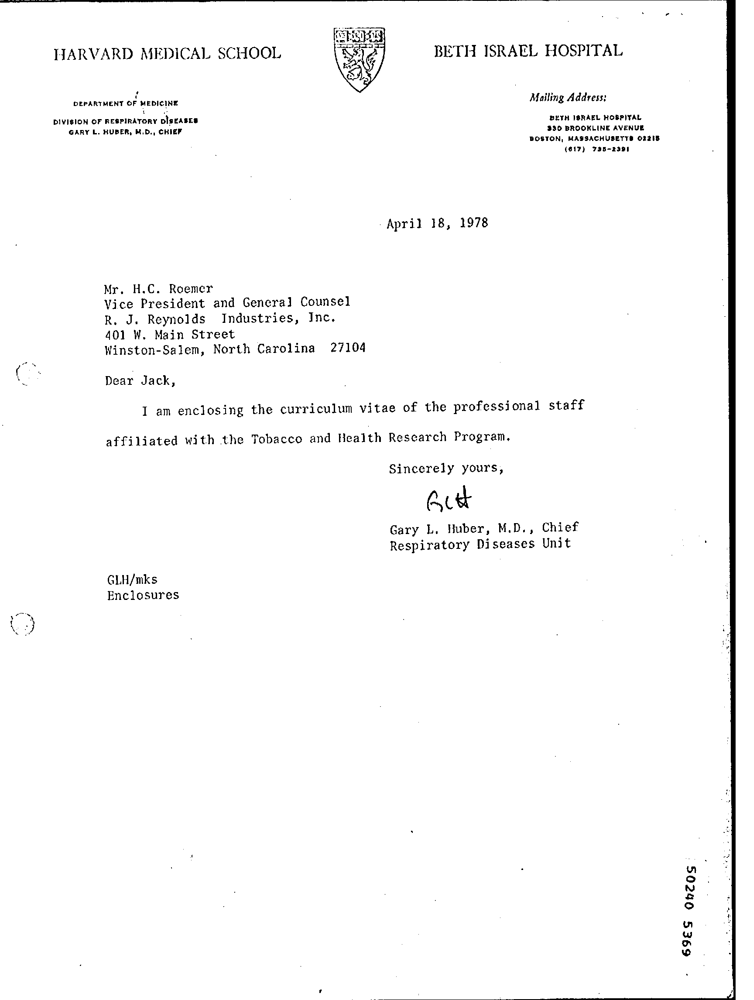 HARVARD MEDICAL SCHOOL
BETH ISRAEL HOSPITAL
DEPARTMENT OF MEDICINE
DIVISION OF RESPIRATORY DISEASES
GARY L. HUBER, M.D., CHIEF
Mailing Address:
BETH ISRAEL HOSPITAL
330 BROOKLINE AVENUE
BOSTON, MASSACHUSETTS 02215
(617) 735-2391
April 18, 1978
Mr. H.C. Roemer
Vice President and General Counsel
R. J. Reynolds Industries, Inc.
401 W. Main Street
Winston-Salem, North Carolina 27104
Dear Jack,
I am enclosing the curriculum vitae of the professional staff
affiliated with the Tobacco and Health Research Program.
Sincerely yours,
GLH
Gary L. Huber, M.D., Chief
Respiratory Diseases Unit
GLH/mks
Enclosures
50240 5369